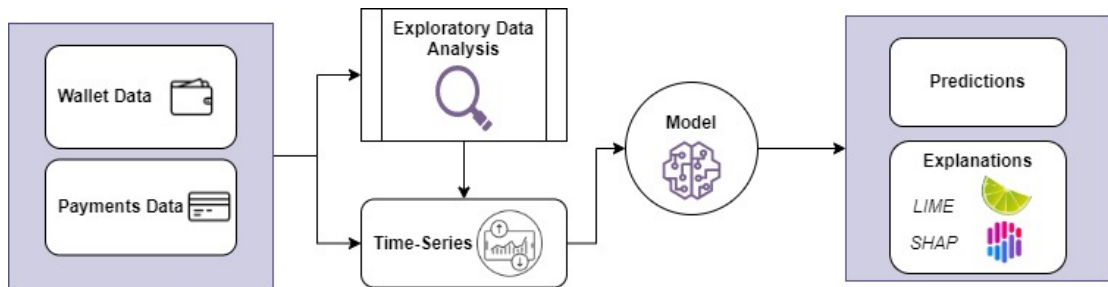 Wallet Data
Payments Data
Exploratory Data
Analysis
Time-Series
Model
Predictions
Explanations
LIME
SHAP